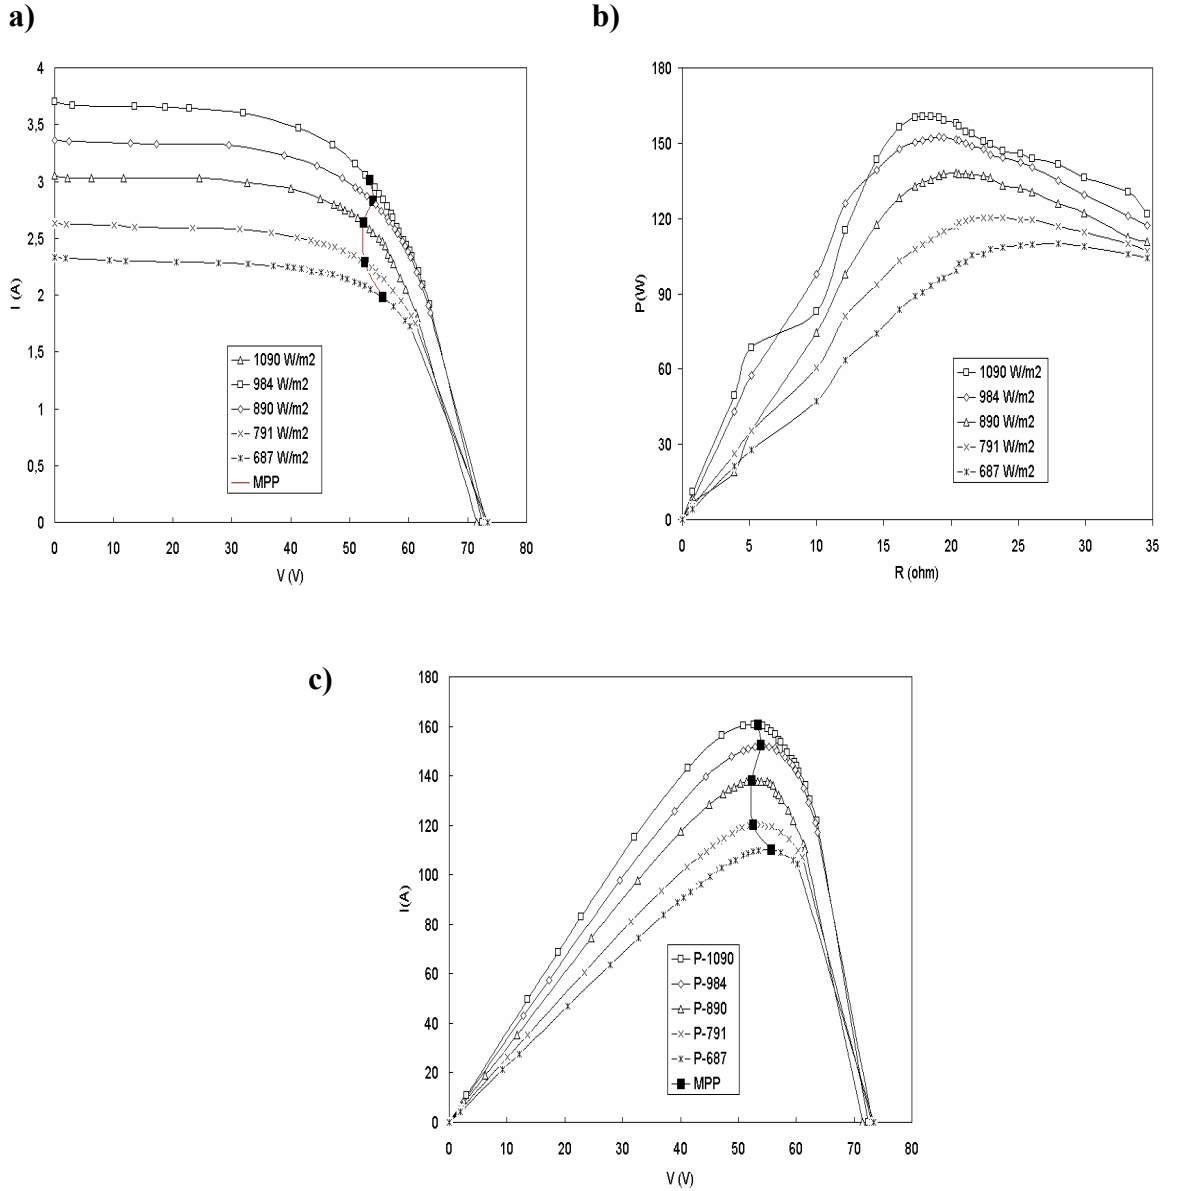 a)
4
3,5
3
2,5
2
1,5
1
0,5
0
I (A)
0 10 20 30 40 50 60 70 80
V (V)
1090 W/m2
984 W/m2
890 W/m2
791 W/m2
687 W/m2
MPP
b)
180
150
120
90
60
30
0
P(W)
0 5 10 15 20 25 30 35
R (ohm)
1090 W/m2
984 W/m2
890 W/m2
791 W/m2
687 W/m2
c)
180
160
140
120
100
80
60
40
20
0
I(A)
0 10 20 30 40 50 60 70 80
V (V)
P-1090
P-984
P-890
P-791
P-687
MPP